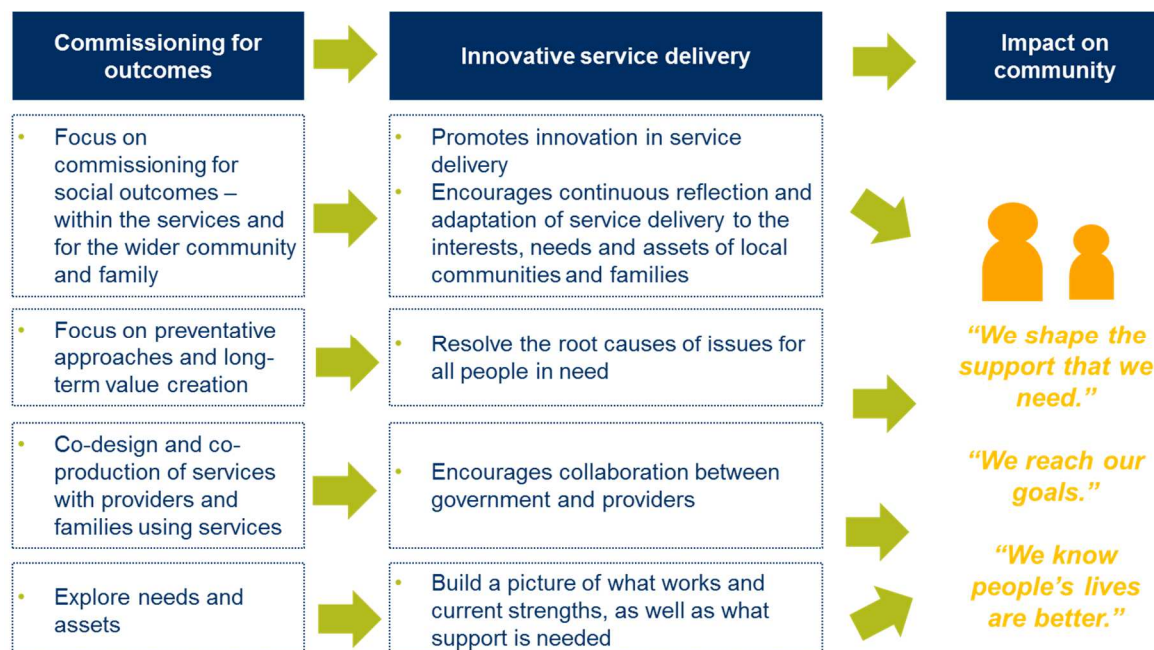 Commissioning for
outcomes
Innovative service delivery
Impact on
community
• Focus on
commissioning for
social outcomes –
within the services and
for the wider community
and family
• Promotes innovation in service
delivery
• Encourages continuous reflection and
adaptation of service delivery to the
interests, needs and assets of local
communities and families
• Focus on preventative
approaches and long-
term value creation
• Resolve the root causes of issues for
all people in need
• Co-design and co-
production of services
with providers and
families using services
• Encourages collaboration between
government and providers
• Explore needs and
assets
• Build a picture of what works and
current strengths, as well as what
support is needed
“We shape the
support that we
need.”
“We reach our
goals.”
“We know
people’s lives
are better.”